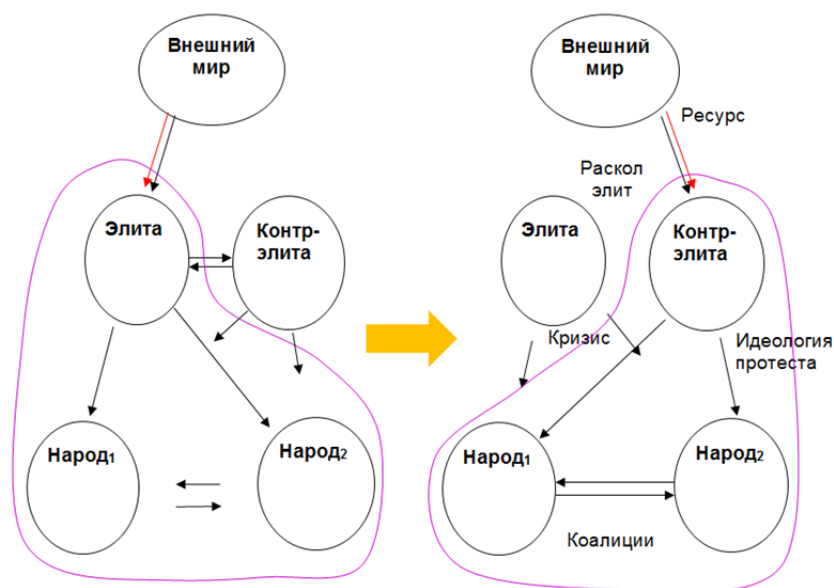 Внешний
мир
Элита
Контр-
элита
Народ₁
Народ₂
Внешний
мир
Ресурс
Раскол
элит
Элита
Контр-
элита
Кризис
Идеология
протеста
Народ₁
Народ₂
Коалиции